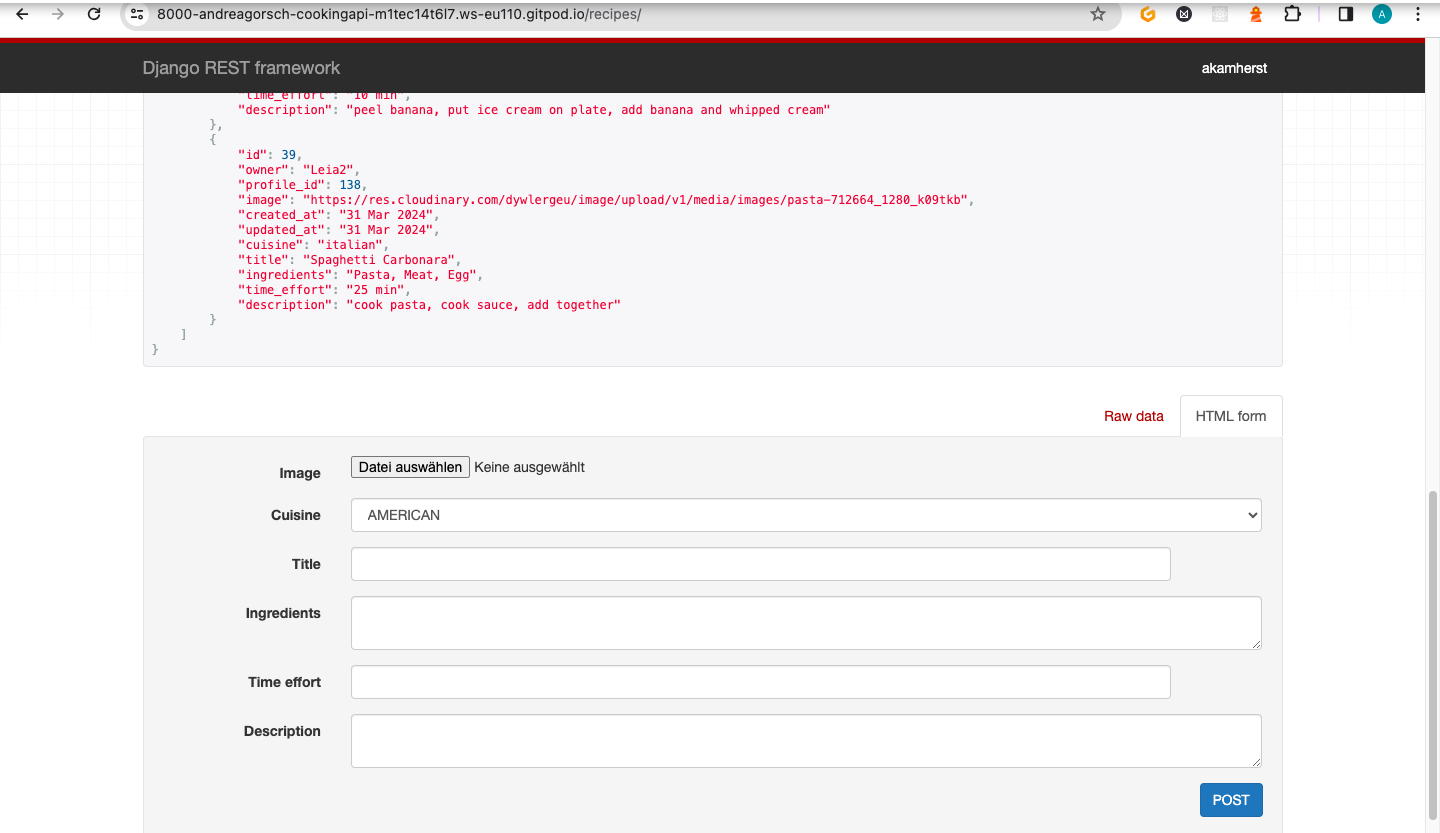 8000-andreagorsch-cookingapi-m1tec14t6l7.ws-eu110.gitpod.io/recipes/
A
Django REST framework
akamherst
"time_effort": "10 min",
"description": "peel banana, put ice cream on plate, add banana and whipped cream"
},
{
"id": 39,
"owner": "Leia2",
"profile_id": 138,
"image": "https://res.cloudinary.com/dywlergeu/image/upload/v1/media/images/pasta-712664_1280_k09tkb",
"created_at": "31 Mar 2024",
"updated_at": "31 Mar 2024",
"cuisine": "italian",
"title": "Spaghetti Carbonara",
"ingredients": "Pasta, Meat, Egg",
"time_effort": "25 min",
"description": "cook pasta, cook sauce, add together"
}
]
}
Raw data
HTML form
Image
Datei auswählen Keine ausgewählt
Cuisine
AMERICAN
Title
Ingredients
Time effort
Description
POST